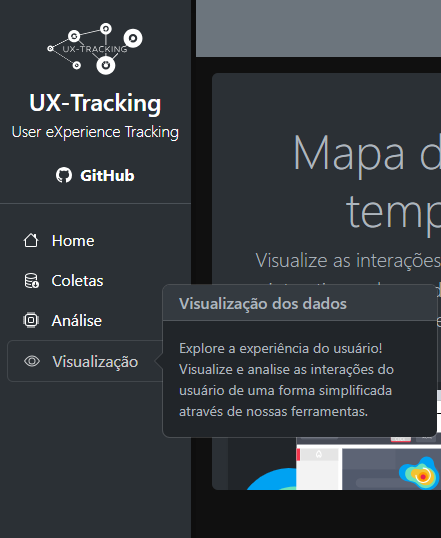 UX-TRACKING
UX-Tracking
User eXperience Tracking
GitHub
Home
Coletas
Análise
Visualização
Mapa d
temp
Visualize as interações
Visualização dos dados
Explore a experiência do usuário!
Visualize e analise as interações do
usuário de uma forma simplificada
através de nossas ferramentas.